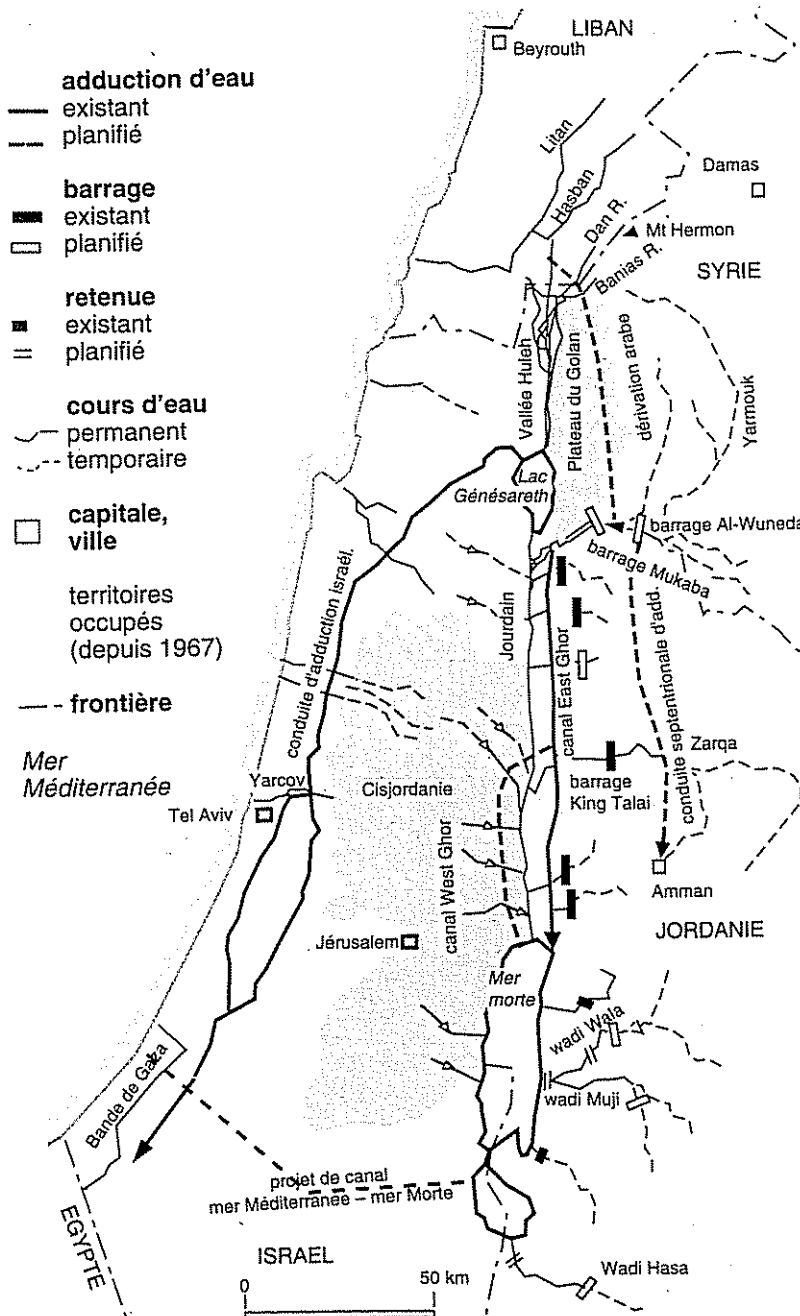 adduction d'eau
existant
planifié
barrage
existant
planifié
retenue
existant
planifié
cours d'eau
permanent
temporaire
capitale,
ville
territoires
occupés
(depuis 1967)
frontière
Mer
Méditerranée
LIBAN
Beyrouth
Litan
Hasban
Damas
Dan R.
Mt Hermon
Banias R.
SYRIE
Vallée Huleh
Plateau du Golan
dérivation arabe
Yarmouk
Lac
Génésareth
barrage Al-Wuneda
barrage Mukaba
conduite d'adduction israél.
Jourdain
canal East Ghor
conduite septentrionale d'add.
Zarqa
Yarcov
Cisjordanie
barrage
King Talai
Tel Aviv
canal West Ghor
Amman
Jérusalem
JORDANIE
Mer
morte
wadi Wala
wadi Muji
Bande de Gaza
projet de canal
mer Méditerranée – mer Morte
EGYPTE
ISRAEL
Wadi Hasa
0 50 km